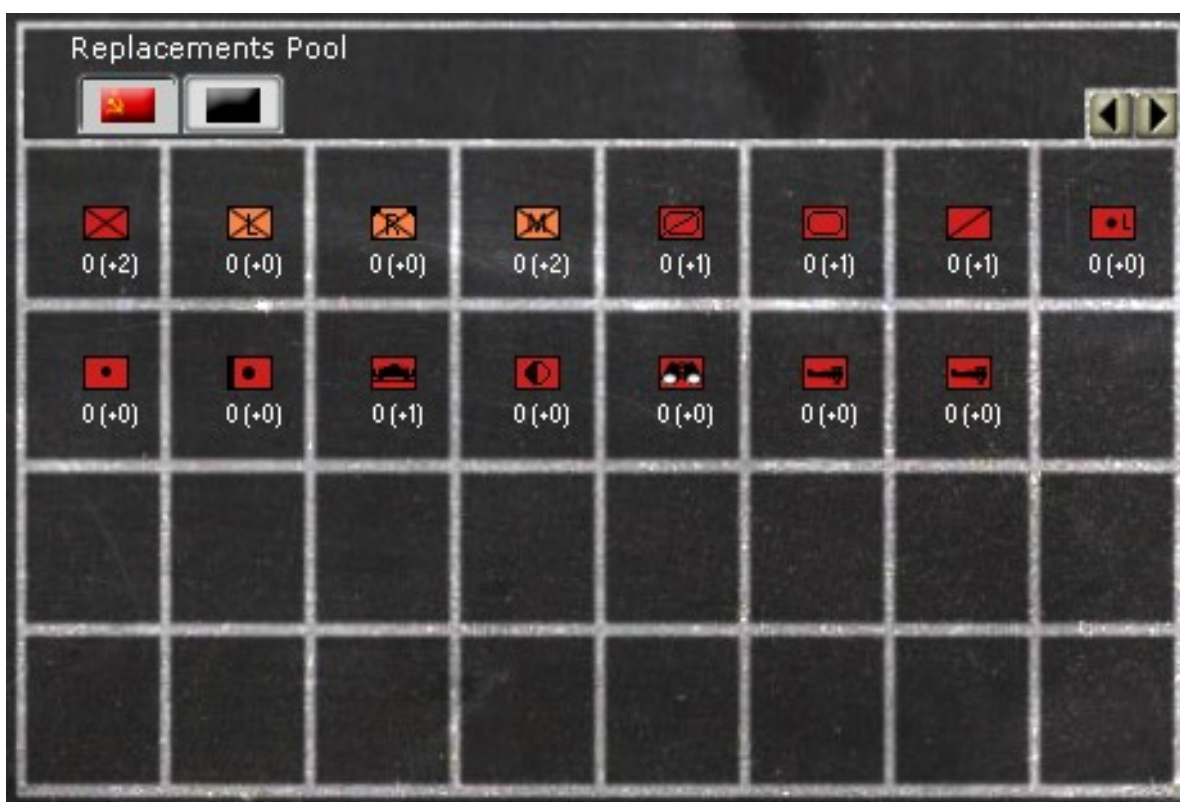 Replacements Pool
L R M L
0 (+2) 0 (+0) 0 (+0) 0 (+2) 0 (+1) 0 (+1) 0 (+1) 0 (+0)
0 (+0) 0 (+0) 0 (+1) 0 (+0) 0 (+0) 0 (+0) 0 (+0)